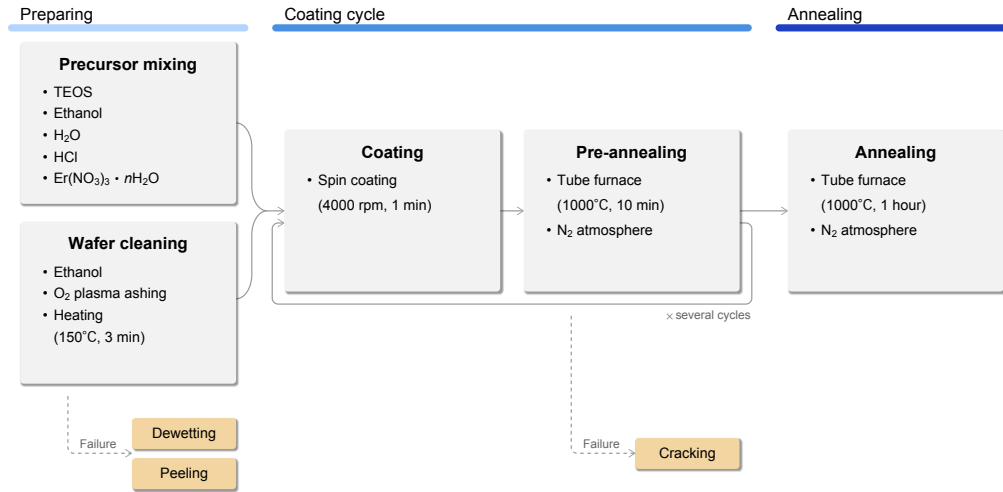 Preparing
Coating cycle
Annealing
Precursor mixing
• TEOS
• Ethanol
• H₂O
• HCl
• Er(NO₃)₃・nH₂O
Wafer cleaning
• Ethanol
• O₂ plasma ashing
• Heating
(150°C, 3 min)
Coating
• Spin coating
(4000 rpm, 1 min)
Pre-annealing
• Tube furnace
(1000°C, 10 min)
• N₂ atmosphere
× several cycles
Annealing
• Tube furnace
(1000°C, 1 hour)
• N₂ atmosphere
Failure
Dewetting
Peeling
Failure
Cracking